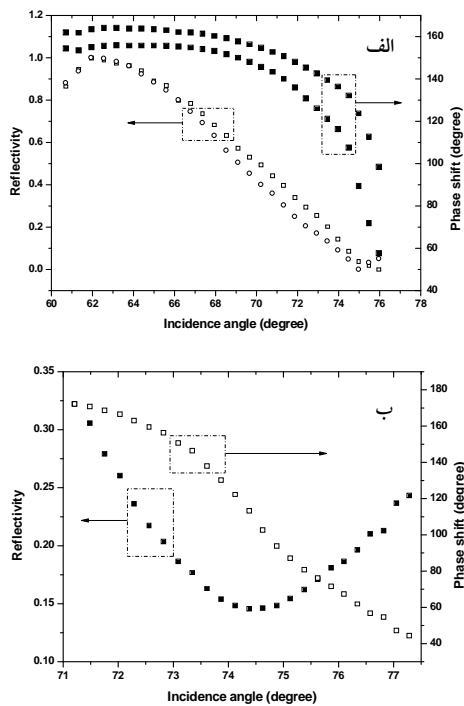 الف
1.2
1.0
0.8
0.6
0.4
0.2
0.0
Reflectivity
160
140
120
100
80
60
40
Phase shift (degree)
60 62 64 66 68 70 72 74 76 78
Incidence angle (degree)
ب
0.35
0.30
0.25
0.20
0.15
0.10
Reflectivity
180
160
140
120
100
80
60
40
Phase shift (degree)
71 72 73 74 75 76 77
Incidence angle (degree)